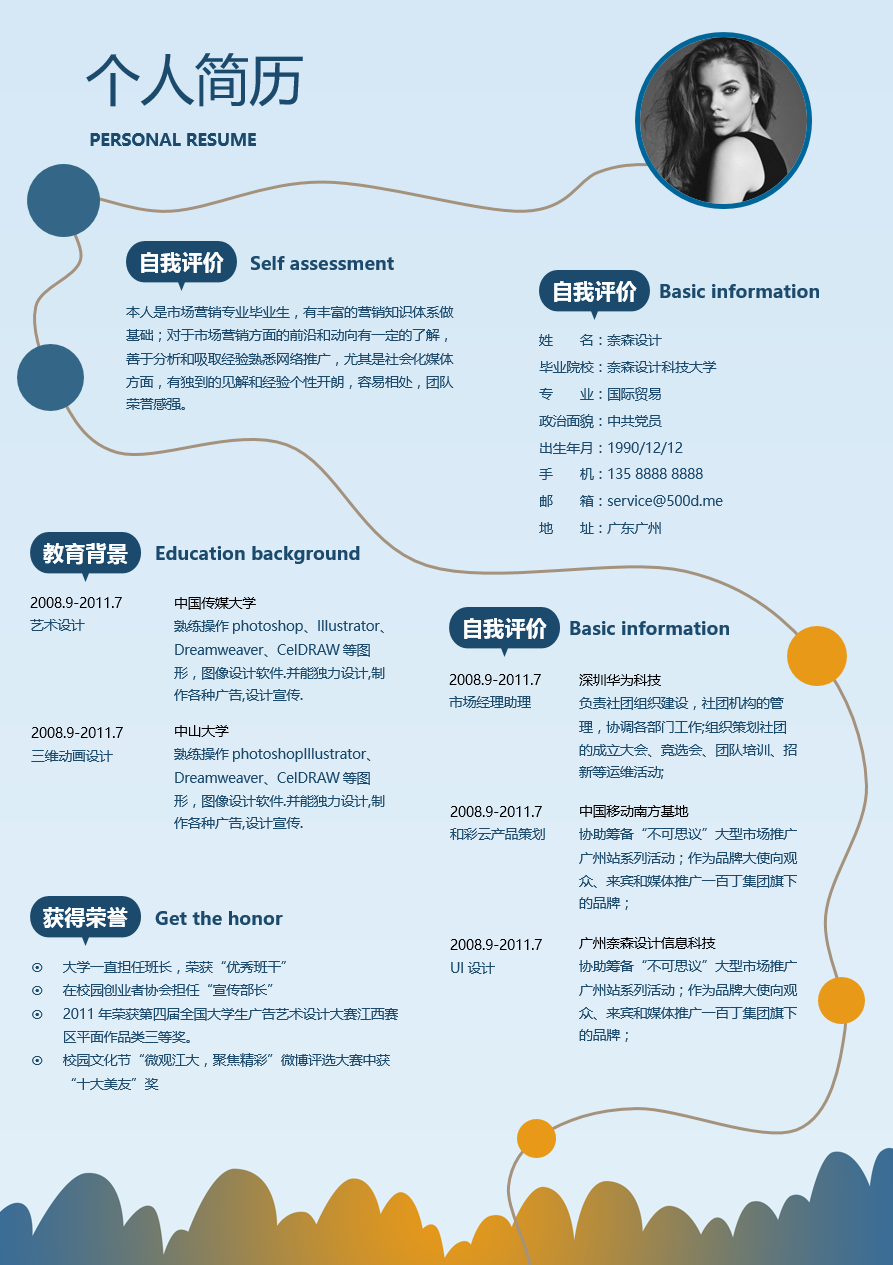 个人简历
PERSONAL RESUME
自我评价 Self assessment
本人是市场营销专业毕业生，有丰富的营销知识体系做
基础；对于市场营销方面的前沿和动向有一定的了解，
善于分析和吸取经验熟悉网络推广，尤其是社会化媒体
方面，有独到的见解和经验个性开朗，容易相处，团队
荣誉感强。
自我评价 Basic information
姓　　名：奈森设计
毕业院校：奈森设计科技大学
专　　业：国际贸易
政治面貌：中共党员
出生年月：1990/12/12
手　　机：135 8888 8888
邮　　箱：service@500d.me
地　　址：广东广州
教育背景 Education background
2008.9-2011.7 中国传媒大学
艺术设计 熟练操作 photoshop、Illustrator、
Dreamweaver、CelDRAW 等图
形，图像设计软件.并能独力设计,制
作各种广告,设计宣传.
2008.9-2011.7 中山大学
三维动画设计 熟练操作 photoshopIllustrator、
Dreamweaver、CelDRAW 等图
形，图像设计软件.并能独力设计,制
作各种广告,设计宣传.
自我评价 Basic information
2008.9-2011.7 深圳华为科技
市场经理助理 负责社团组织建设，社团机构的管
理，协调各部门工作;组织策划社团
的成立大会、竞选会、团队培训、招
新等运维活动;
2008.9-2011.7 中国移动南方基地
和彩云产品策划 协助筹备“不可思议”大型市场推广
广州站系列活动；作为品牌大使向观
众、来宾和媒体推广一百丁集团旗下
的品牌；
2008.9-2011.7 广州奈森设计信息科技
UI 设计 协助筹备“不可思议”大型市场推广
广州站系列活动；作为品牌大使向观
众、来宾和媒体推广一百丁集团旗下
的品牌；
获得荣誉 Get the honor
大学一直担任班长，荣获“优秀班干”
在校园创业者协会担任“宣传部长”
2011 年荣获第四届全国大学生广告艺术设计大赛江西赛
区平面作品类三等奖。
校园文化节“微观江大，聚焦精彩”微博评选大赛中获
“十大美友”奖